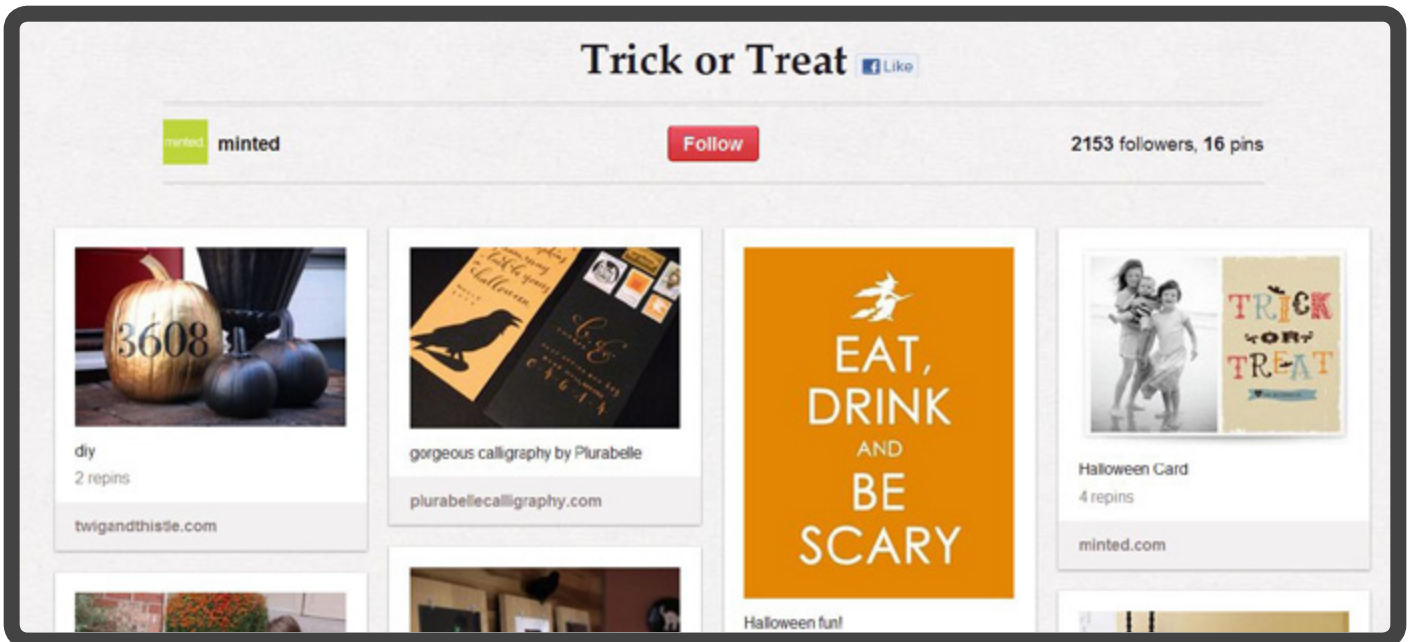 Trick or Treat Like
minted. minted
Follow
2153 followers, 16 pins
3608
diy
2 repins
twigandthistle.com
gorgeous calligraphy by Plurabelle
plurabellecalligraphy.com
EAT,
DRINK
AND
BE
SCARY
Halloween fun!
TRICK
OR
TREAT
Halloween Card
4 repins
minted.com